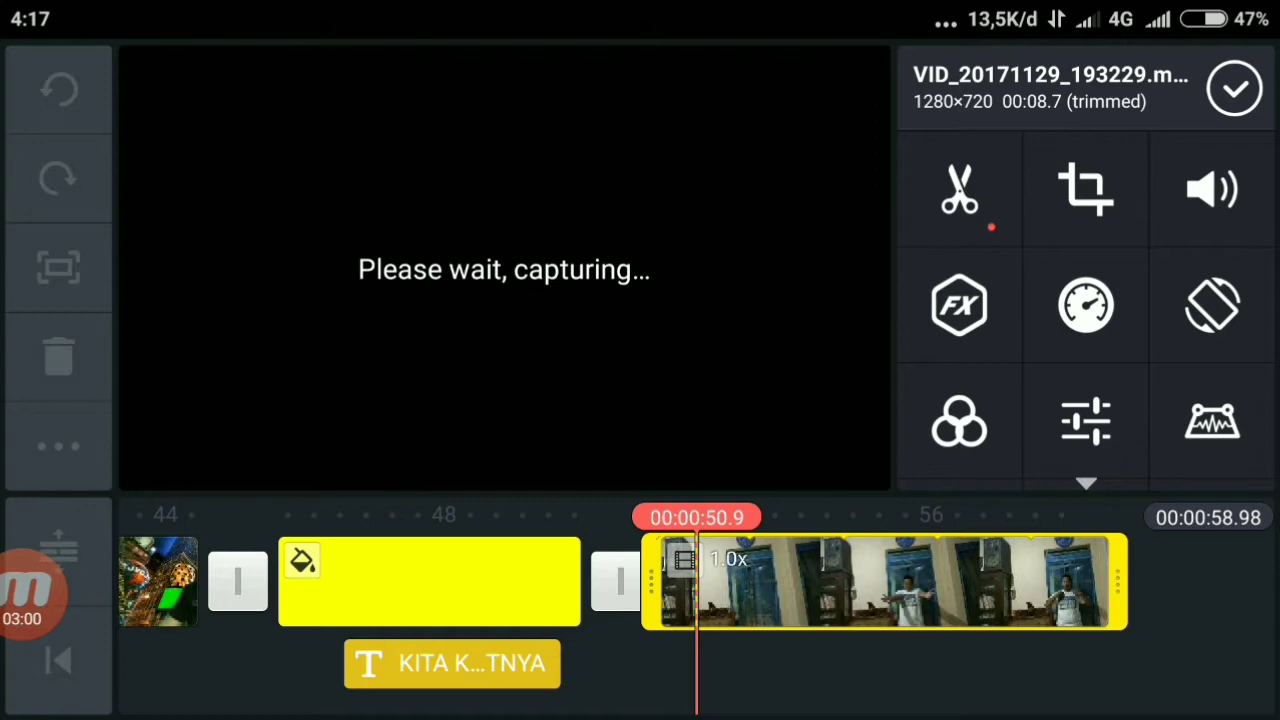 4:17
... 13,5K/d 4G 47%
VID_20171129_193229.m...
1280×720 00:08.7 (trimmed)
Please wait, capturing...
FX
44
48
00:00:50.9
56
00:00:58.98
1.0x
03:00
T KITA K...TNYA